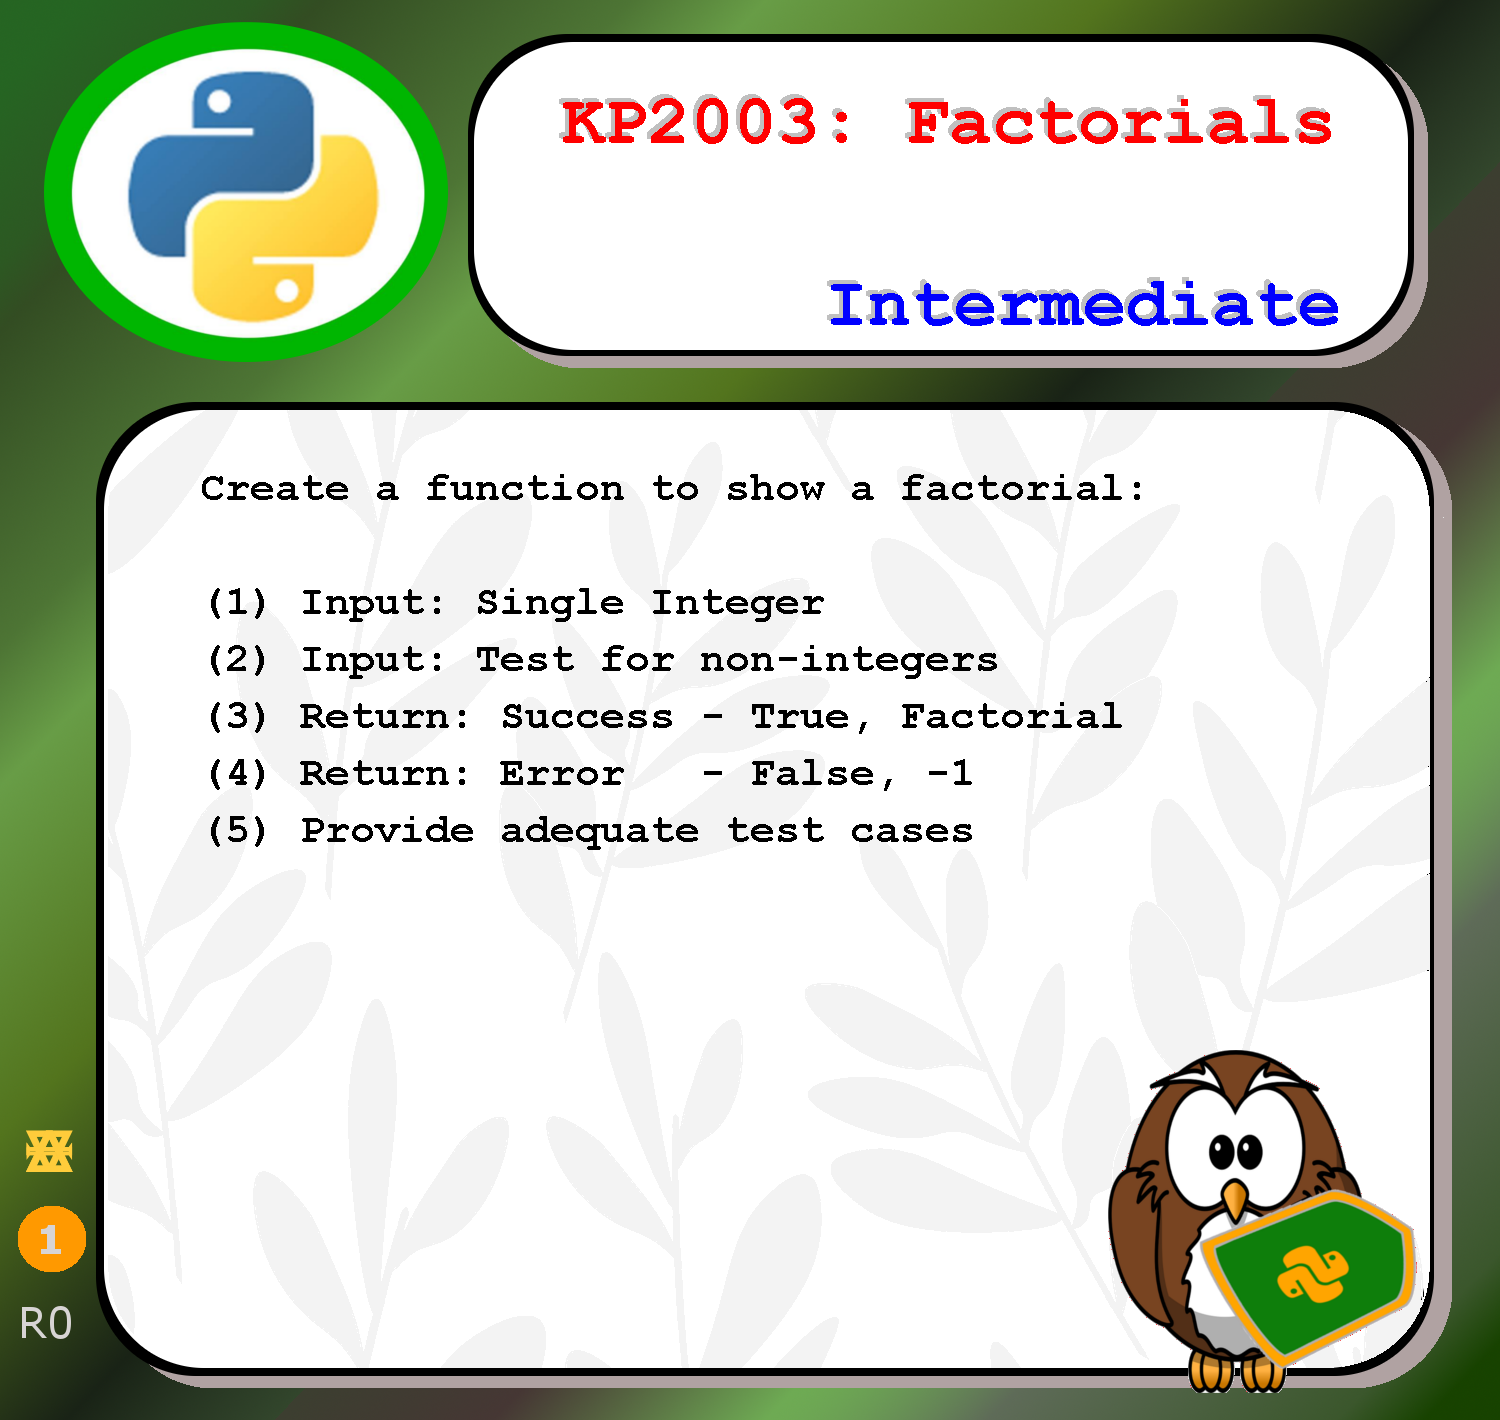 KP2003: Factorials
Intermediate
Create a function to show a factorial:
(1) Input: Single Integer
(2) Input: Test for non-integers
(3) Return: Success - True, Factorial
(4) Return: Error   - False, -1
(5) Provide adequate test cases
1
R0